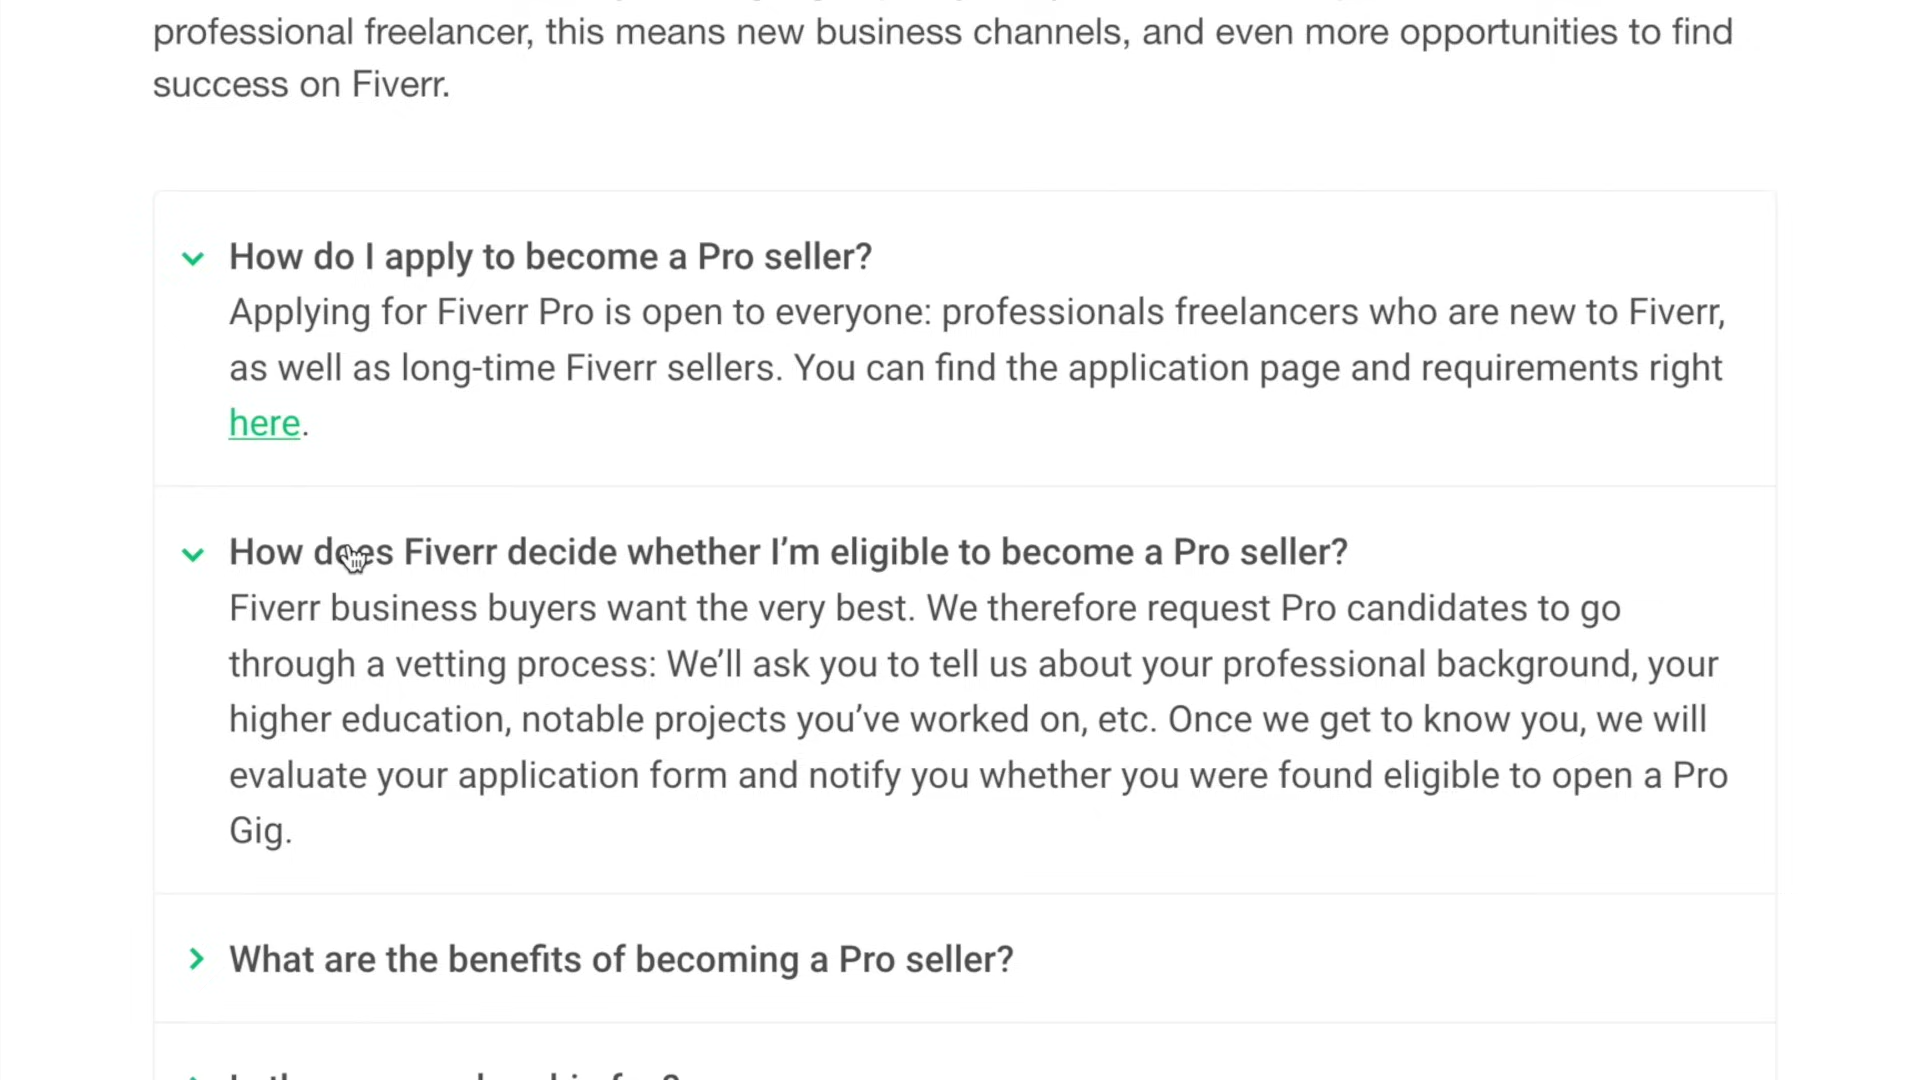 professional freelancer, this means new business channels, and even more opportunities to find
success on Fiverr.
How do I apply to become a Pro seller?
Applying for Fiverr Pro is open to everyone: professionals freelancers who are new to Fiverr,
as well as long-time Fiverr sellers. You can find the application page and requirements right
here.
How does Fiverr decide whether I’m eligible to become a Pro seller?
Fiverr business buyers want the very best. We therefore request Pro candidates to go
through a vetting process: We’ll ask you to tell us about your professional background, your
higher education, notable projects you’ve worked on, etc. Once we get to know you, we will
evaluate your application form and notify you whether you were found eligible to open a Pro
Gig.
What are the benefits of becoming a Pro seller?